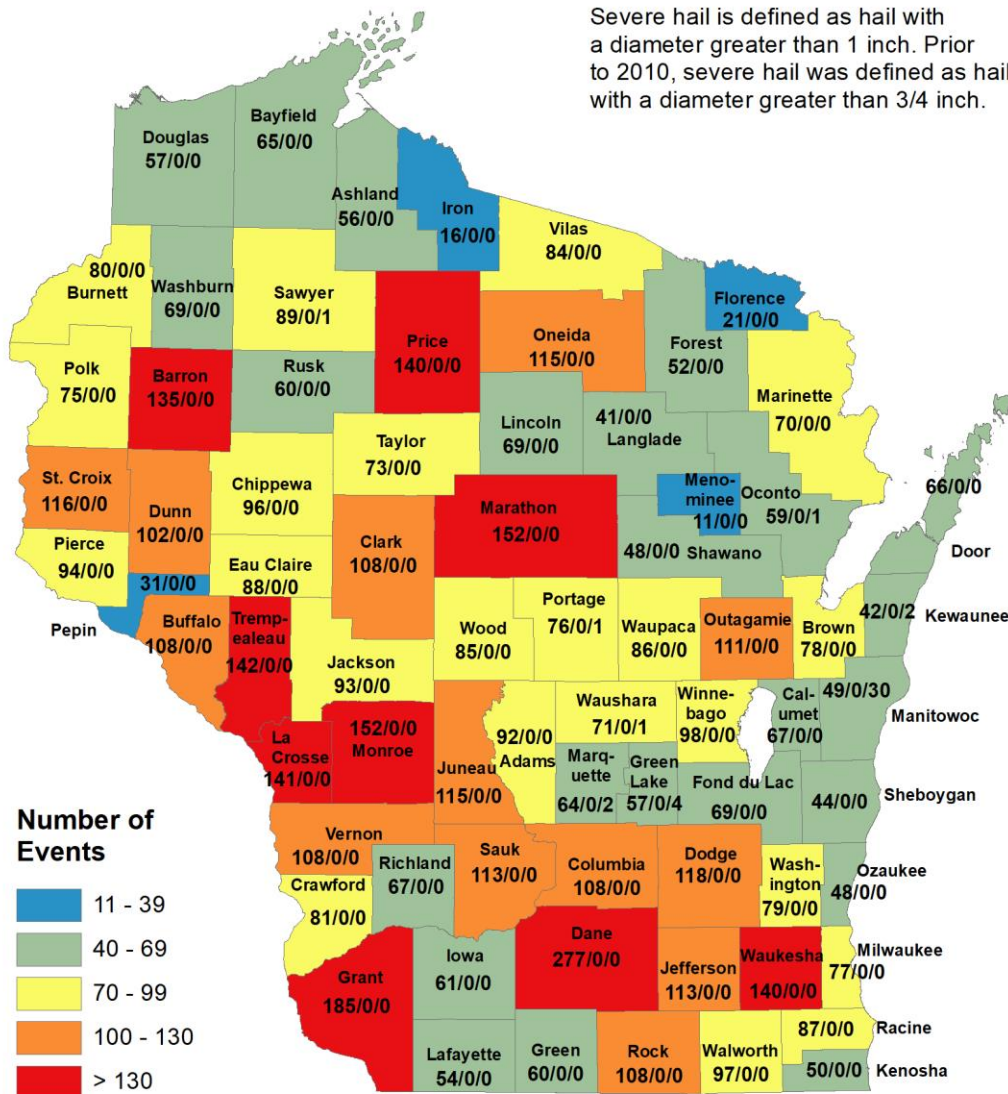 Severe hail is defined as hail with
a diameter greater than 1 inch. Prior
to 2010, severe hail was defined as hail
with a diameter greater than 3/4 inch.
Douglas
57/0/0
Bayfield
65/0/0
Ashland
56/0/0
Iron
16/0/0
Vilas
84/0/0
80/0/0
Burnett
Washburn
69/0/0
Sawyer
89/0/1
Price
140/0/0
Oneida
115/0/0
Forest
52/0/0
Florence
21/0/0
Marinette
70/0/0
Polk
75/0/0
Barron
135/0/0
Rusk
60/0/0
Lincoln
69/0/0
41/0/0
Langlade
Taylor
73/0/0
St. Croix
116/0/0
Dunn
102/0/0
Chippewa
96/0/0
Clark
108/0/0
Marathon
152/0/0
Meno-
minee
11/0/0
Oconto
59/0/1
66/0/0
Door
Pierce
94/0/0
31/0/0
Pepin
Eau Claire
88/0/0
48/0/0
Shawano
Buffalo
108/0/0
Tremp-
ealeau
142/0/0
Jackson
93/0/0
Wood
85/0/0
Portage
76/0/1
Waupaca
86/0/0
Outagamie
111/0/0
Brown
78/0/0
42/0/2
Kewaunee
La
Crosse
141/0/0
152/0/0
Monroe
Juneau
115/0/0
92/0/0
Adams
Waushara
71/0/1
Winne-
bago
98/0/0
Cal-
umet
67/0/0
49/0/30
Manitowoc
Marq-
uette
64/0/2
Green
Lake
57/0/4
Fond du Lac
69/0/0
44/0/0
Sheboygan
Vernon
108/0/0
Crawford
81/0/0
Richland
67/0/0
Sauk
113/0/0
Columbia
108/0/0
Dodge
118/0/0
Wash-
ington
79/0/0
Ozaukee
48/0/0
Grant
185/0/0
Iowa
61/0/0
Dane
277/0/0
Jefferson
113/0/0
Waukesha
140/0/0
Milwaukee
77/0/0
Lafayette
54/0/0
Green
60/0/0
Rock
108/0/0
Walworth
97/0/0
87/0/0
Racine
50/0/0
Kenosha
Number of
Events
11 - 39
40 - 69
70 - 99
100 - 130
> 130